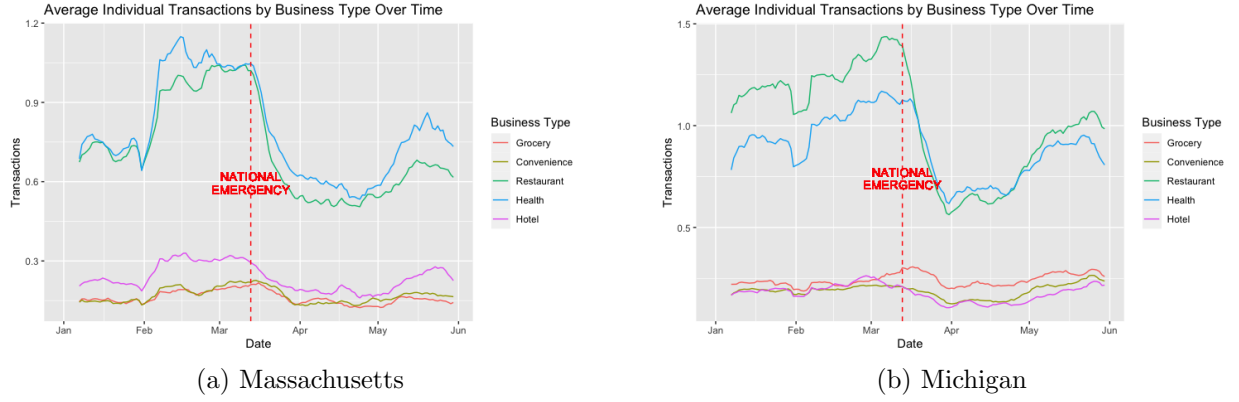 Average Individual Transactions by Business Type Over Time
1.2
0.9
0.6
0.3
Transactions
NATIONAL
EMERGENCY
Jan Feb Mar Apr May Jun
Date
Business Type
Grocery
Convenience
Restaurant
Health
Hotel
(a) Massachusetts
Average Individual Transactions by Business Type Over Time
1.5
1.0
0.5
Transactions
NATIONAL
EMERGENCY
Jan Feb Mar Apr May Jun
Date
Business Type
Grocery
Convenience
Restaurant
Health
Hotel
(b) Michigan